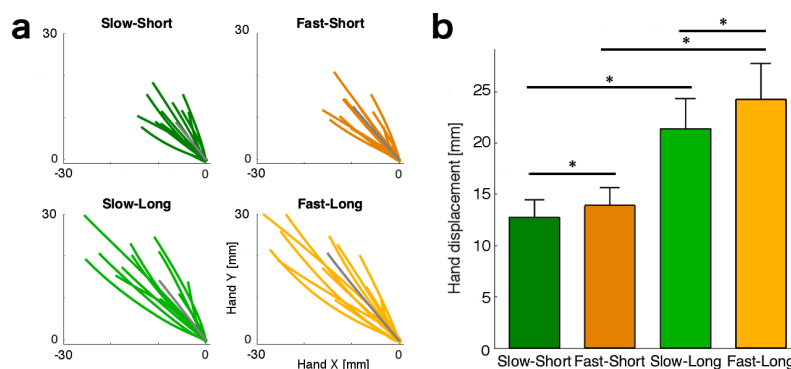 a
Slow-Short
Fast-Short
30
30
0
0
-30
0
-30
0
Slow-Long
Fast-Long
30
30
Hand Y [mm]
0
0
-30
0
-30
0
Hand X [mm]
b
*
*
*
*
Hand displacement [mm]
25
20
15
10
5
0
Slow-Short Fast-Short Slow-Long Fast-Long